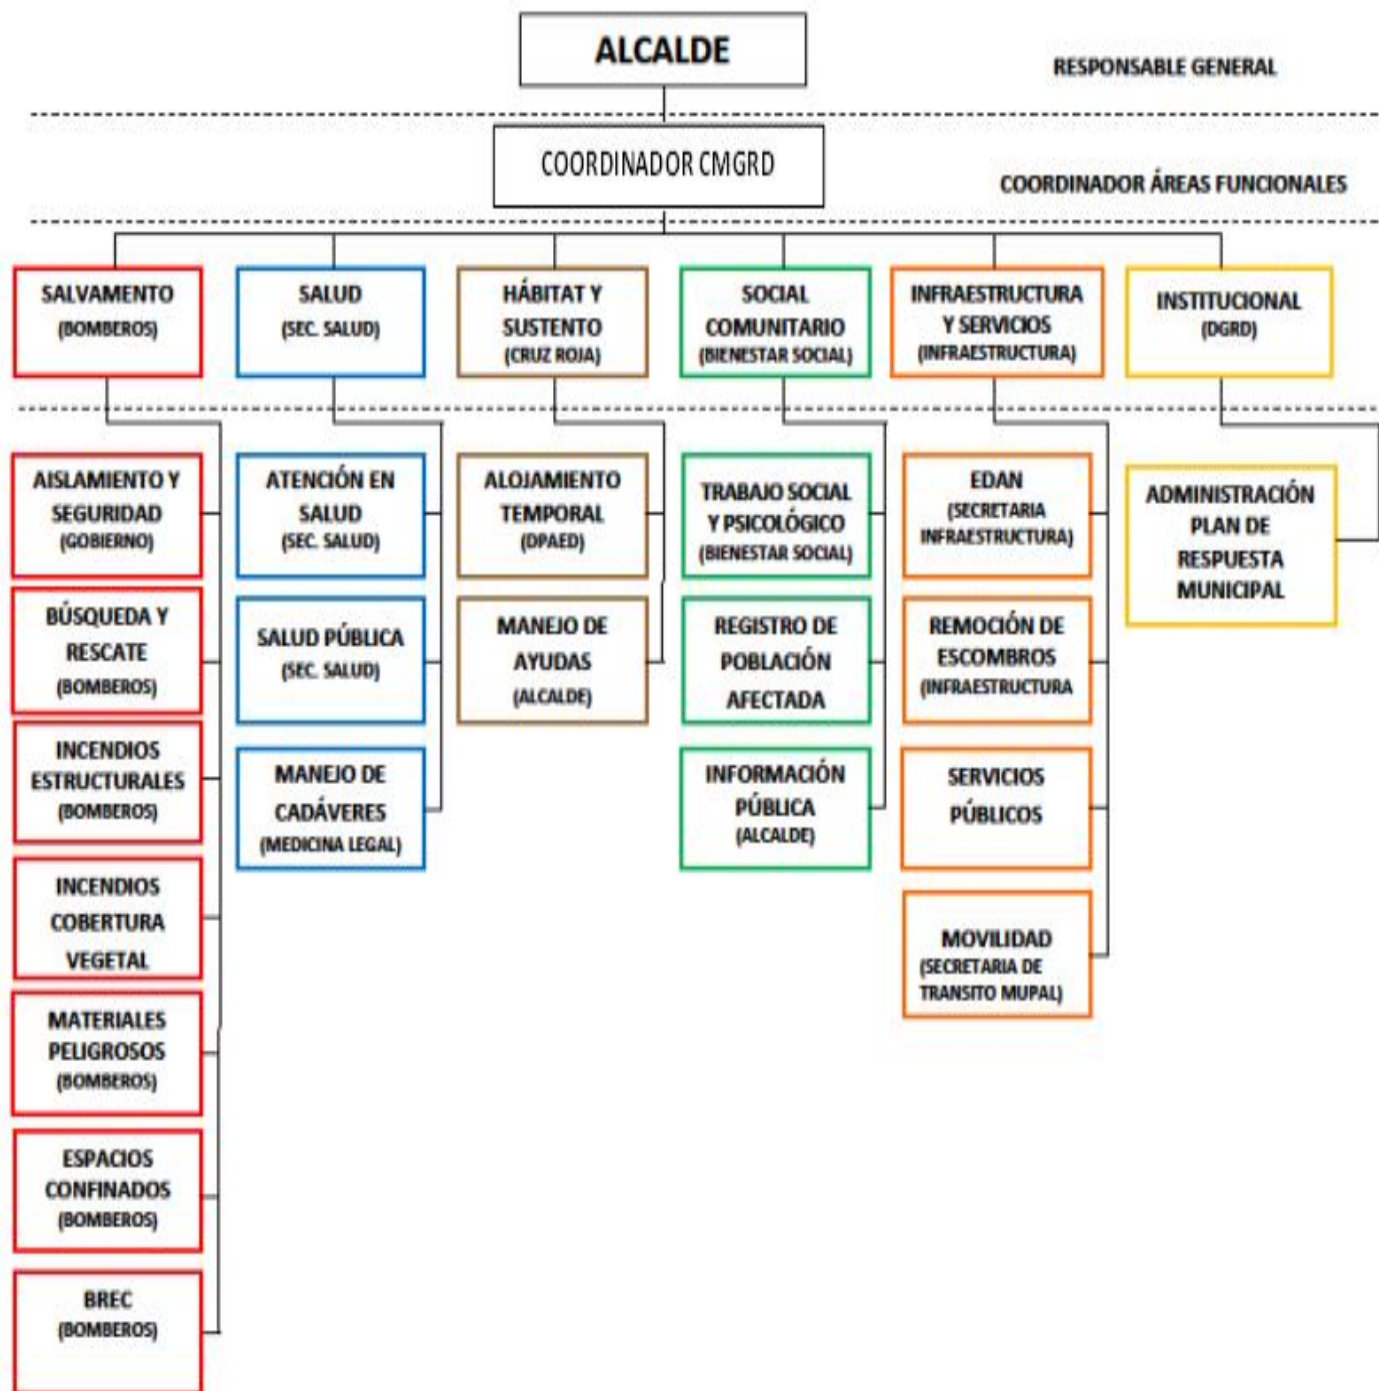 ALCALDE
RESPONSABLE GENERAL
COORDINADOR CMGRD
COORDINADOR ÁREAS FUNCIONALES
SALVAMENTO
(BOMBEROS)
SALUD
(SEC. SALUD)
HÁBITAT Y
SUSTENTO
(CRUZ ROJA)
SOCIAL
COMUNITARIO
(BIENESTAR SOCIAL)
INFRAESTRUCTURA
Y SERVICIOS
(INFRAESTRUCTURA)
INSTITUCIONAL
(DGRD)
AISLAMIENTO Y
SEGURIDAD
(GOBIERNO)
BÚSQUEDA Y
RESCATE
(BOMBEROS)
INCENDIOS
ESTRUCTURALES
(BOMBEROS)
INCENDIOS
COBERTURA
VEGETAL
MATERIALES
PELIGROSOS
(BOMBEROS)
ESPACIOS
CONFINADOS
(BOMBEROS)
BREC
(BOMBEROS)
ATENCIÓN EN
SALUD
(SEC. SALUD)
SALUD PÚBLICA
(SEC. SALUD)
MANEJO DE
CADÁVERES
(MEDICINA LEGAL)
ALOJAMIENTO
TEMPORAL
(DPAED)
MANEJO DE
AYUDAS
(ALCALDE)
TRABAJO SOCIAL
Y PSICOLÓGICO
(BIENESTAR SOCIAL)
REGISTRO DE
POBLACIÓN
AFECTADA
INFORMACIÓN
PÚBLICA
(ALCALDE)
EDAN
(SECRETARIA
INFRAESTRUCTURA)
REMOCIÓN DE
ESCOMBROS
(INFRAESTRUCTURA
SERVICIOS
PÚBLICOS
MOVILIDAD
(SECRETARIA DE
TRANSITO MUPAL)
ADMINISTRACIÓN
PLAN DE
RESPUESTA
MUNICIPAL